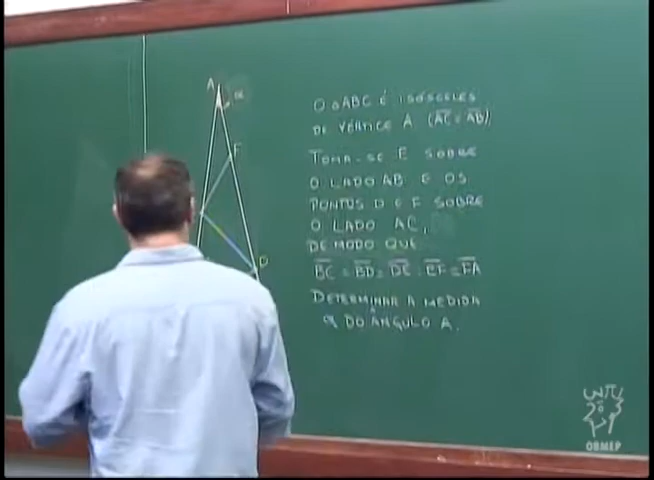 A α
F
D
O △ABC É ISÓSCELES
DE VÉRTICE A (AC=AB)
TOMA-SE E SOBRE
O LADO AB E OS
PONTOS D E F SOBRE
O LADO AC,
DE MODO QUE
BC=BD=DE=EF=FA
DETERMINAR A MEDIDA
α DO ÂNGULO A.
OBMEP